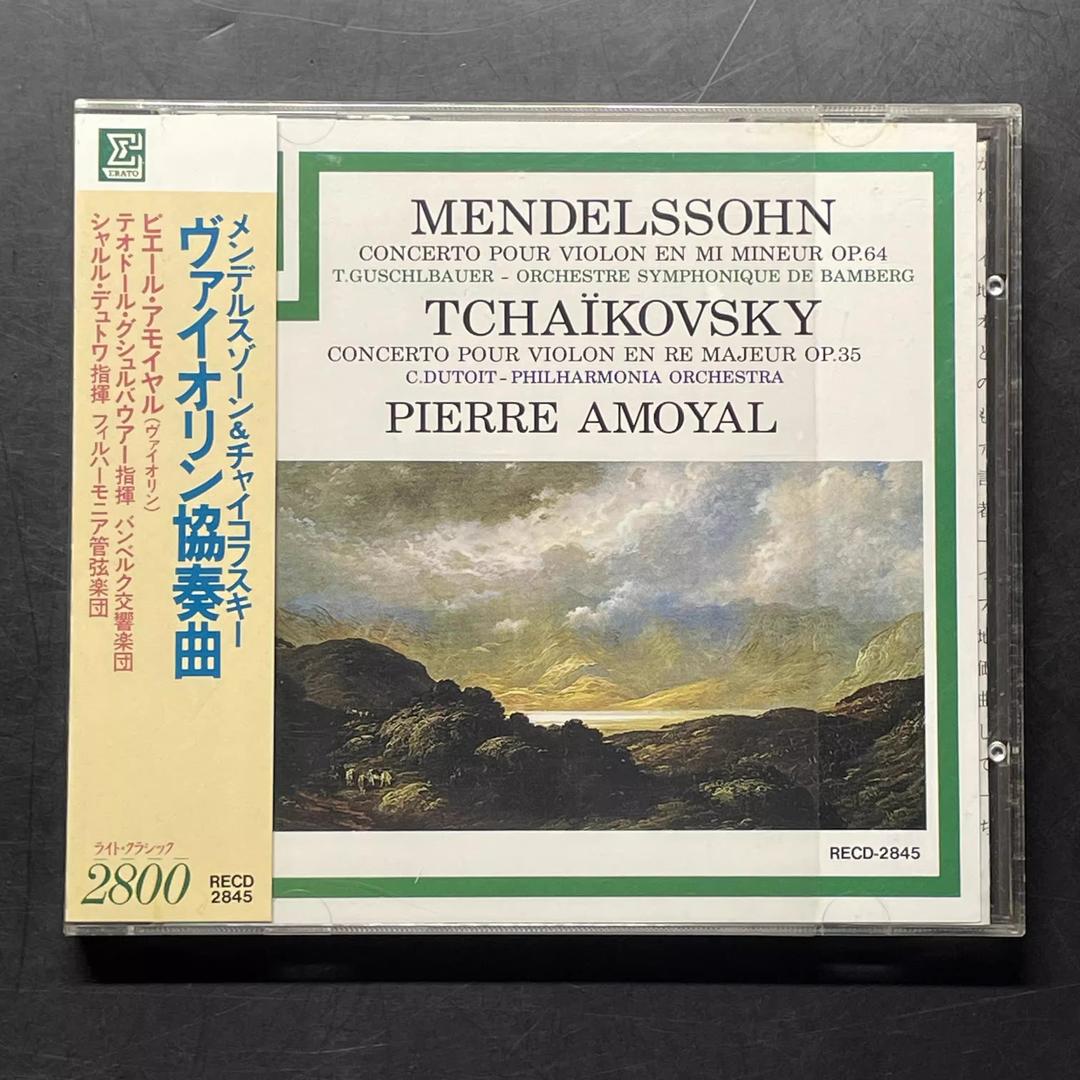 ERATO
メンデルスゾーン&チャイコフスキー
ヴァイオリン協奏曲
ピエール・アモイヤル(ヴァイオリン)
テオドール・グシュルバウアー指揮 バンベルク交響楽団
シャルル・デュトワ指揮 フィルハーモニア管弦楽団
ライト・クラシック
2800
RECD
2845
MENDELSSOHN
CONCERTO POUR VIOLON EN MI MINEUR OP.64
T.GUSCHLBAUER - ORCHESTRE SYMPHONIQUE DE BAMBERG
TCHAÏKOVSKY
CONCERTO POUR VIOLON EN RE MAJEUR OP.35
C.DUTOIT - PHILHARMONIA ORCHESTRA
PIERRE AMOYAL
RECD-2845